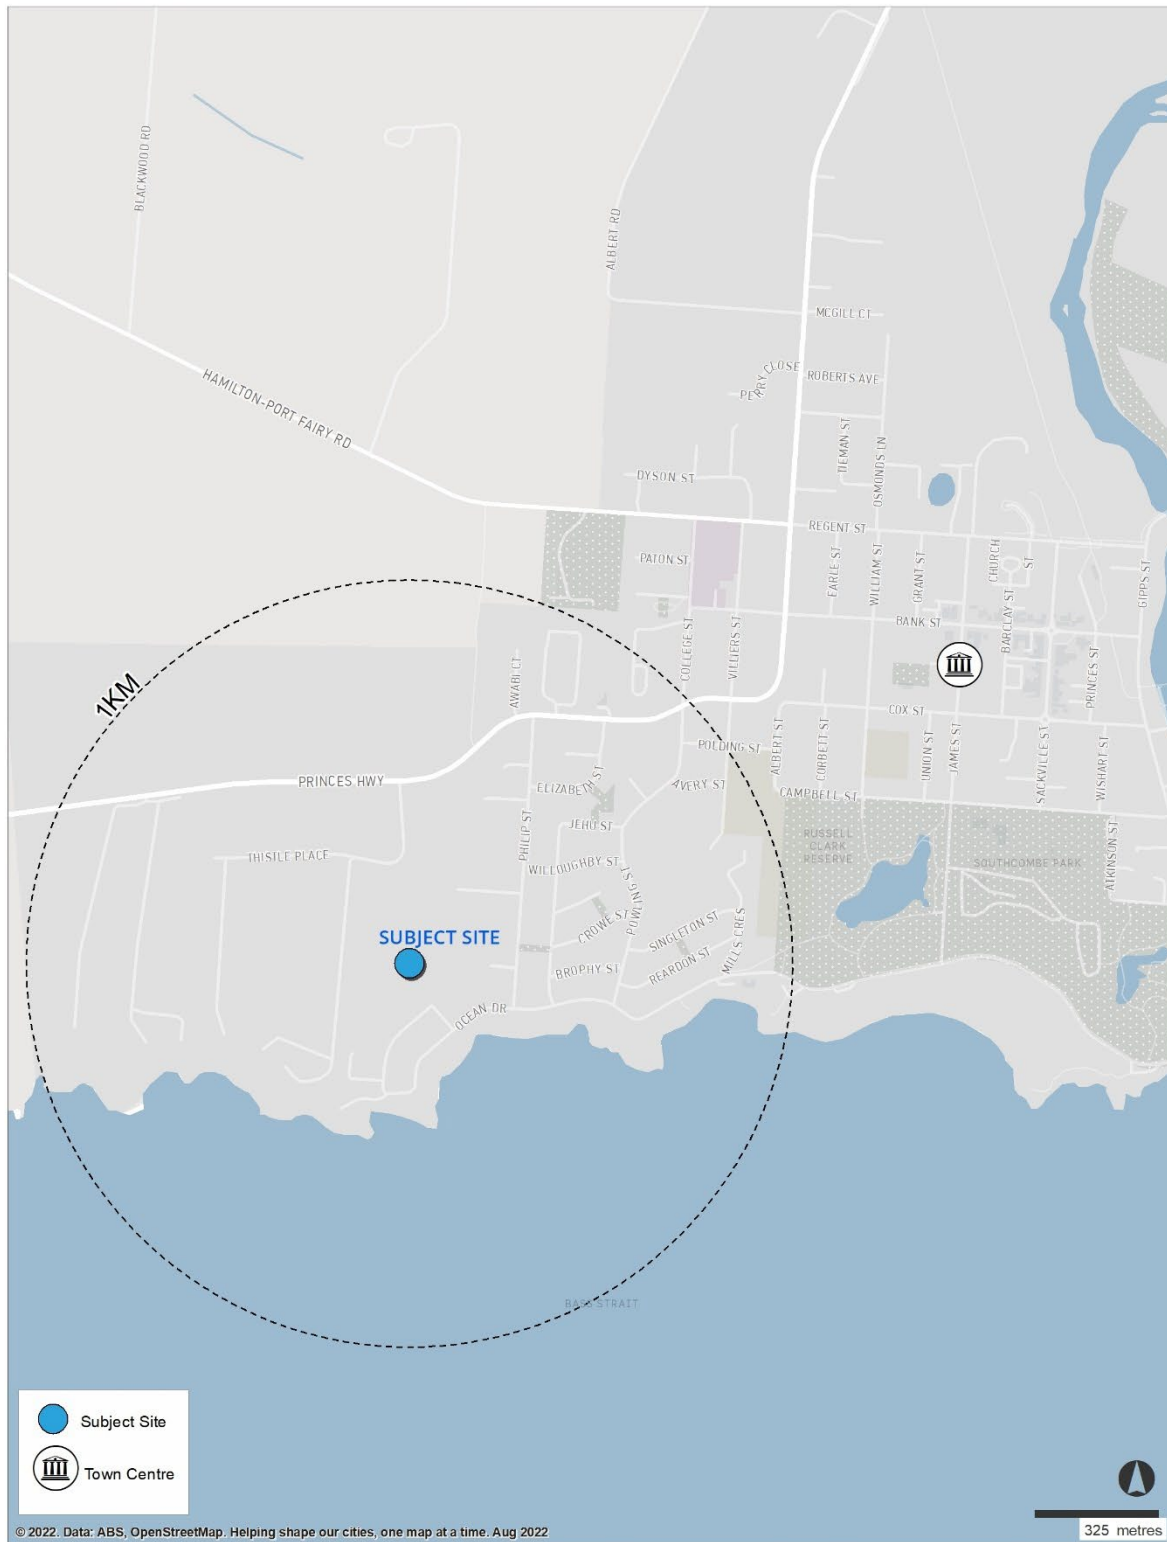 BLACKWOOD RD
ALBERT RD
MCGILL CT
PERRY CLOSE
ROBERTS AVE
HAMILTON-PORT FAIRY RD
DIEMAN ST
OSMONDS LN
DYSON ST
REGENT ST
PATON ST
EARLE ST
WILLIAM ST
GRANT ST
CHURCH ST
GIPPS ST
BARCLAY ST
BANK ST
COLLEGE ST
VILLIERS ST
PRINCES ST
AWABI CT
1KM
COX ST
POLDING ST
ALBERT ST
CORBETT ST
UNION ST
JAMES ST
SACKVILLE ST
WISHART ST
PRINCES HWY
ELIZABETH ST
AVERY ST
CAMPBELL ST
JEHU ST
PHILIP ST
RUSSELL
CLARK
RESERVE
SOUTHCOMBE PARK
ATKINSON ST
THISTLE PLACE
WILLOUGHBY ST
POWLING ST
CROWE ST
SINGLETON ST
MILLS CRES
SUBJECT SITE
BROPHY ST
REARDON ST
OCEAN DR
BASS STRAIT
Subject Site
Town Centre
325 metres
© 2022. Data: ABS, OpenStreetMap. Helping shape our cities, one map at a time. Aug 2022